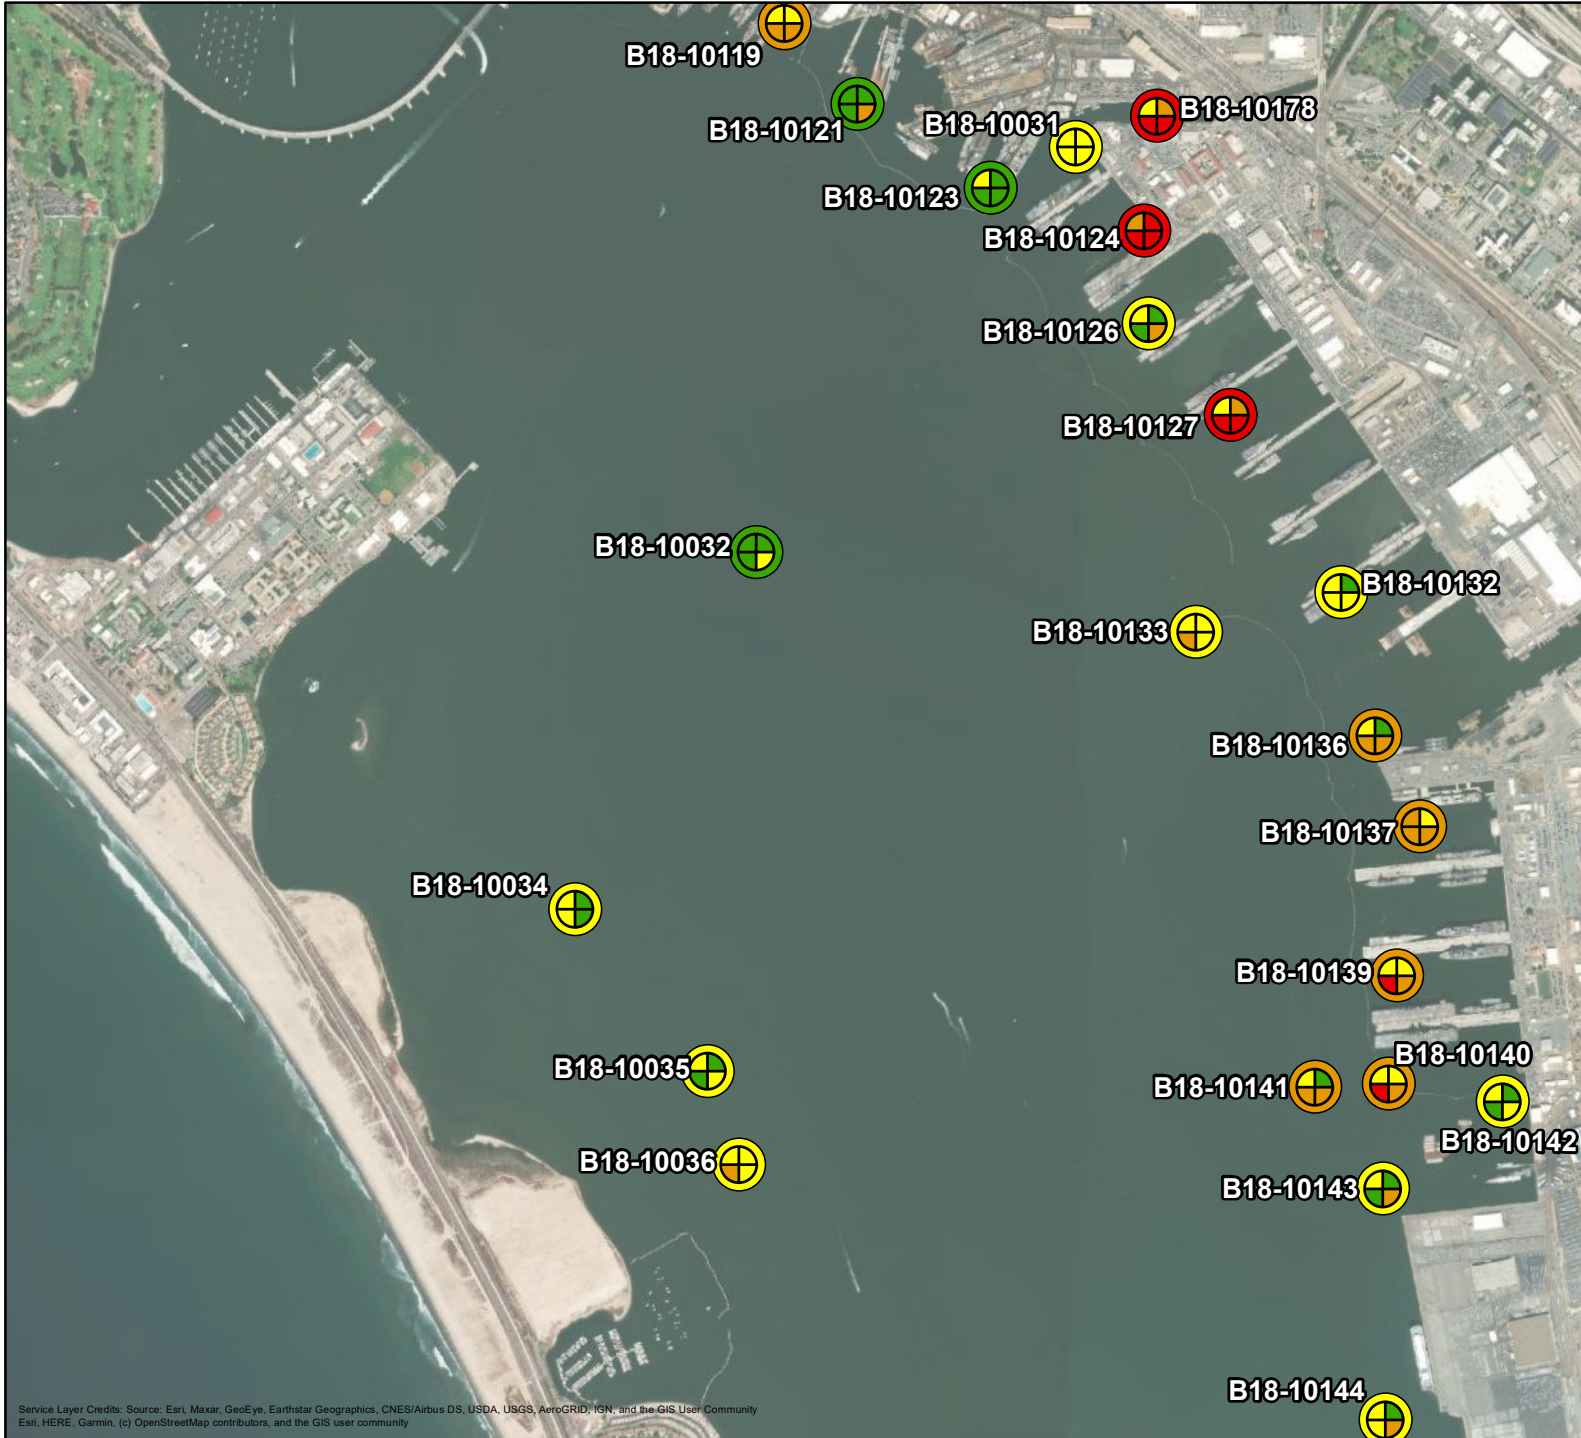 B18-10119
B18-10121
B18-10031
B18-10178
B18-10123
B18-10124
B18-10126
B18-10127
B18-10032
B18-10132
B18-10133
B18-10136
B18-10137
B18-10034
B18-10139
B18-10140
B18-10035
B18-10141
B18-10142
B18-10036
B18-10143
B18-10144
Service Layer Credits: Source: Esri, Maxar, GeoEye, Earthstar Geographics, CNES/Airbus DS, USDA, USGS, AeroGRID, IGN, and the GIS User Community
Esri, HERE, Garmin, (c) OpenStreetMap contributors, and the GIS user community